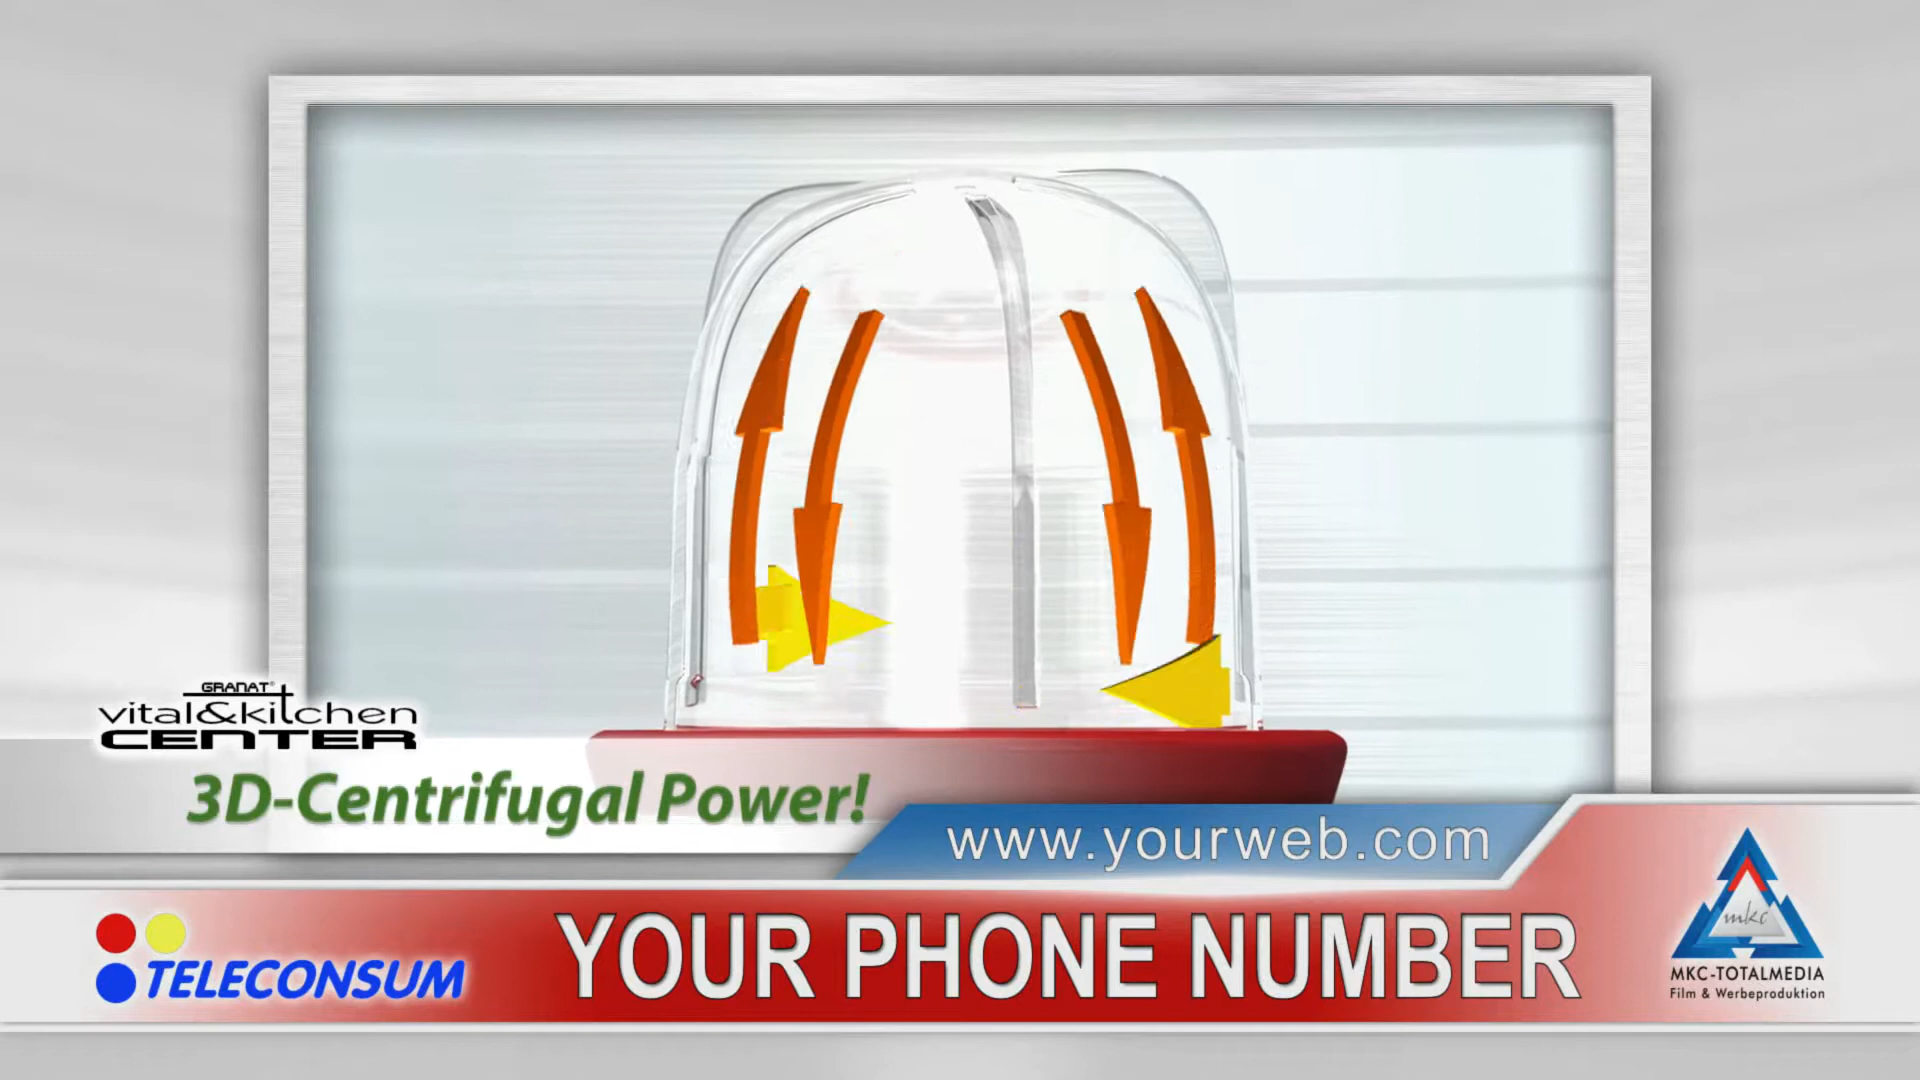 GRANAT®
vital&kitchen
CENTER
3D-Centrifugal Power!
www.yourweb.com
TELECONSUM
YOUR PHONE NUMBER
mkc
MKC-TOTALMEDIA
Film & Werbeproduktion